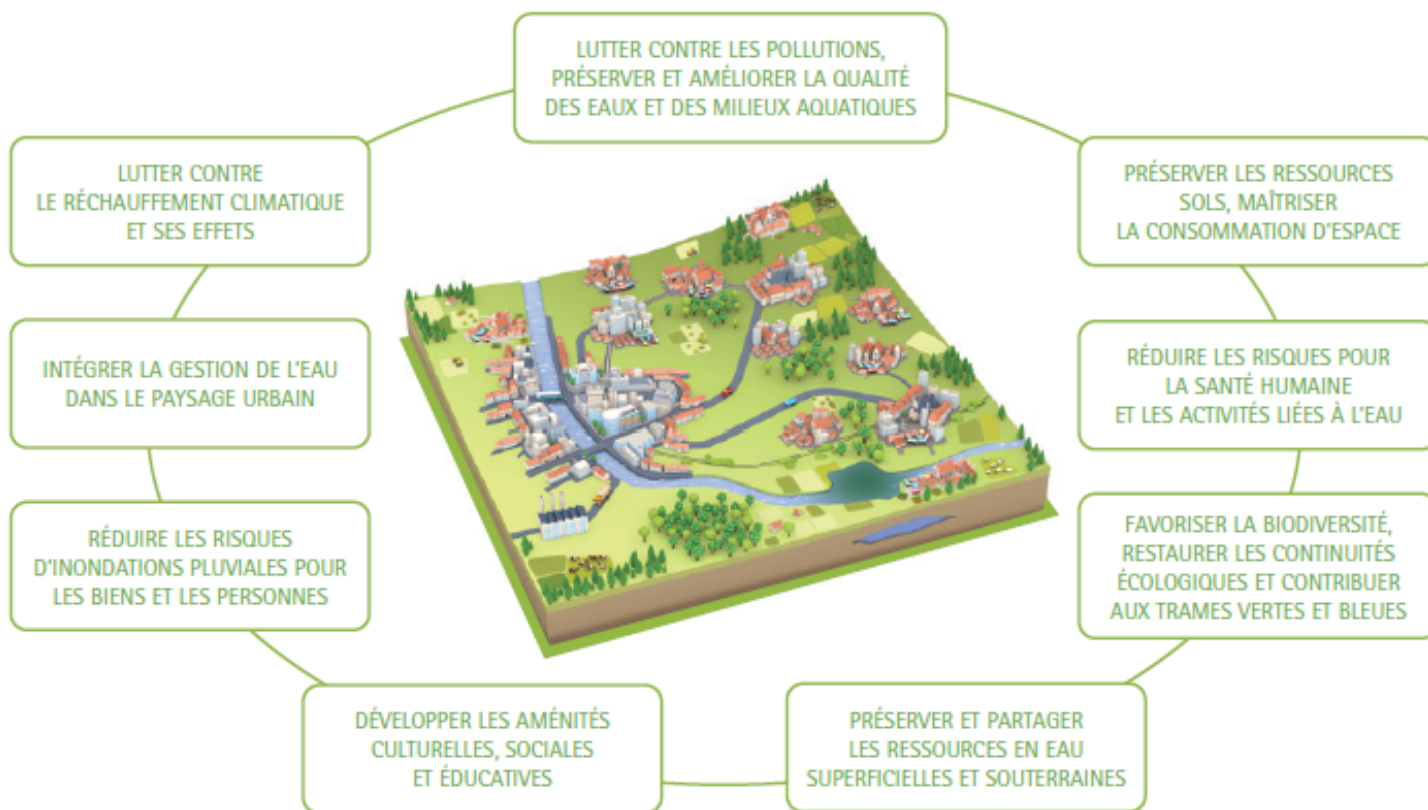 LUTTER CONTRE LES POLLUTIONS,
PRÉSERVER ET AMÉLIORER LA QUALITÉ
DES EAUX ET DES MILIEUX AQUATIQUES
PRÉSERVER LES RESSOURCES
SOLS, MAÎTRISER
LA CONSOMMATION D'ESPACE
RÉDUIRE LES RISQUES POUR
LA SANTÉ HUMAINE
ET LES ACTIVITÉS LIÉES À L'EAU
FAVORISER LA BIODIVERSITÉ,
RESTAURER LES CONTINUITÉS
ÉCOLOGIQUES ET CONTRIBUER
AUX TRAMES VERTES ET BLEUES
PRÉSERVER ET PARTAGER
LES RESSOURCES EN EAU
SUPERFICIELLES ET SOUTERRAINES
DÉVELOPPER LES AMÉNITÉS
CULTURELLES, SOCIALES
ET ÉDUCATIVES
RÉDUIRE LES RISQUES
D'INONDATIONS PLUVIALES POUR
LES BIENS ET LES PERSONNES
INTÉGRER LA GESTION DE L'EAU
DANS LE PAYSAGE URBAIN
LUTTER CONTRE
LE RÉCHAUFFEMENT CLIMATIQUE
ET SES EFFETS